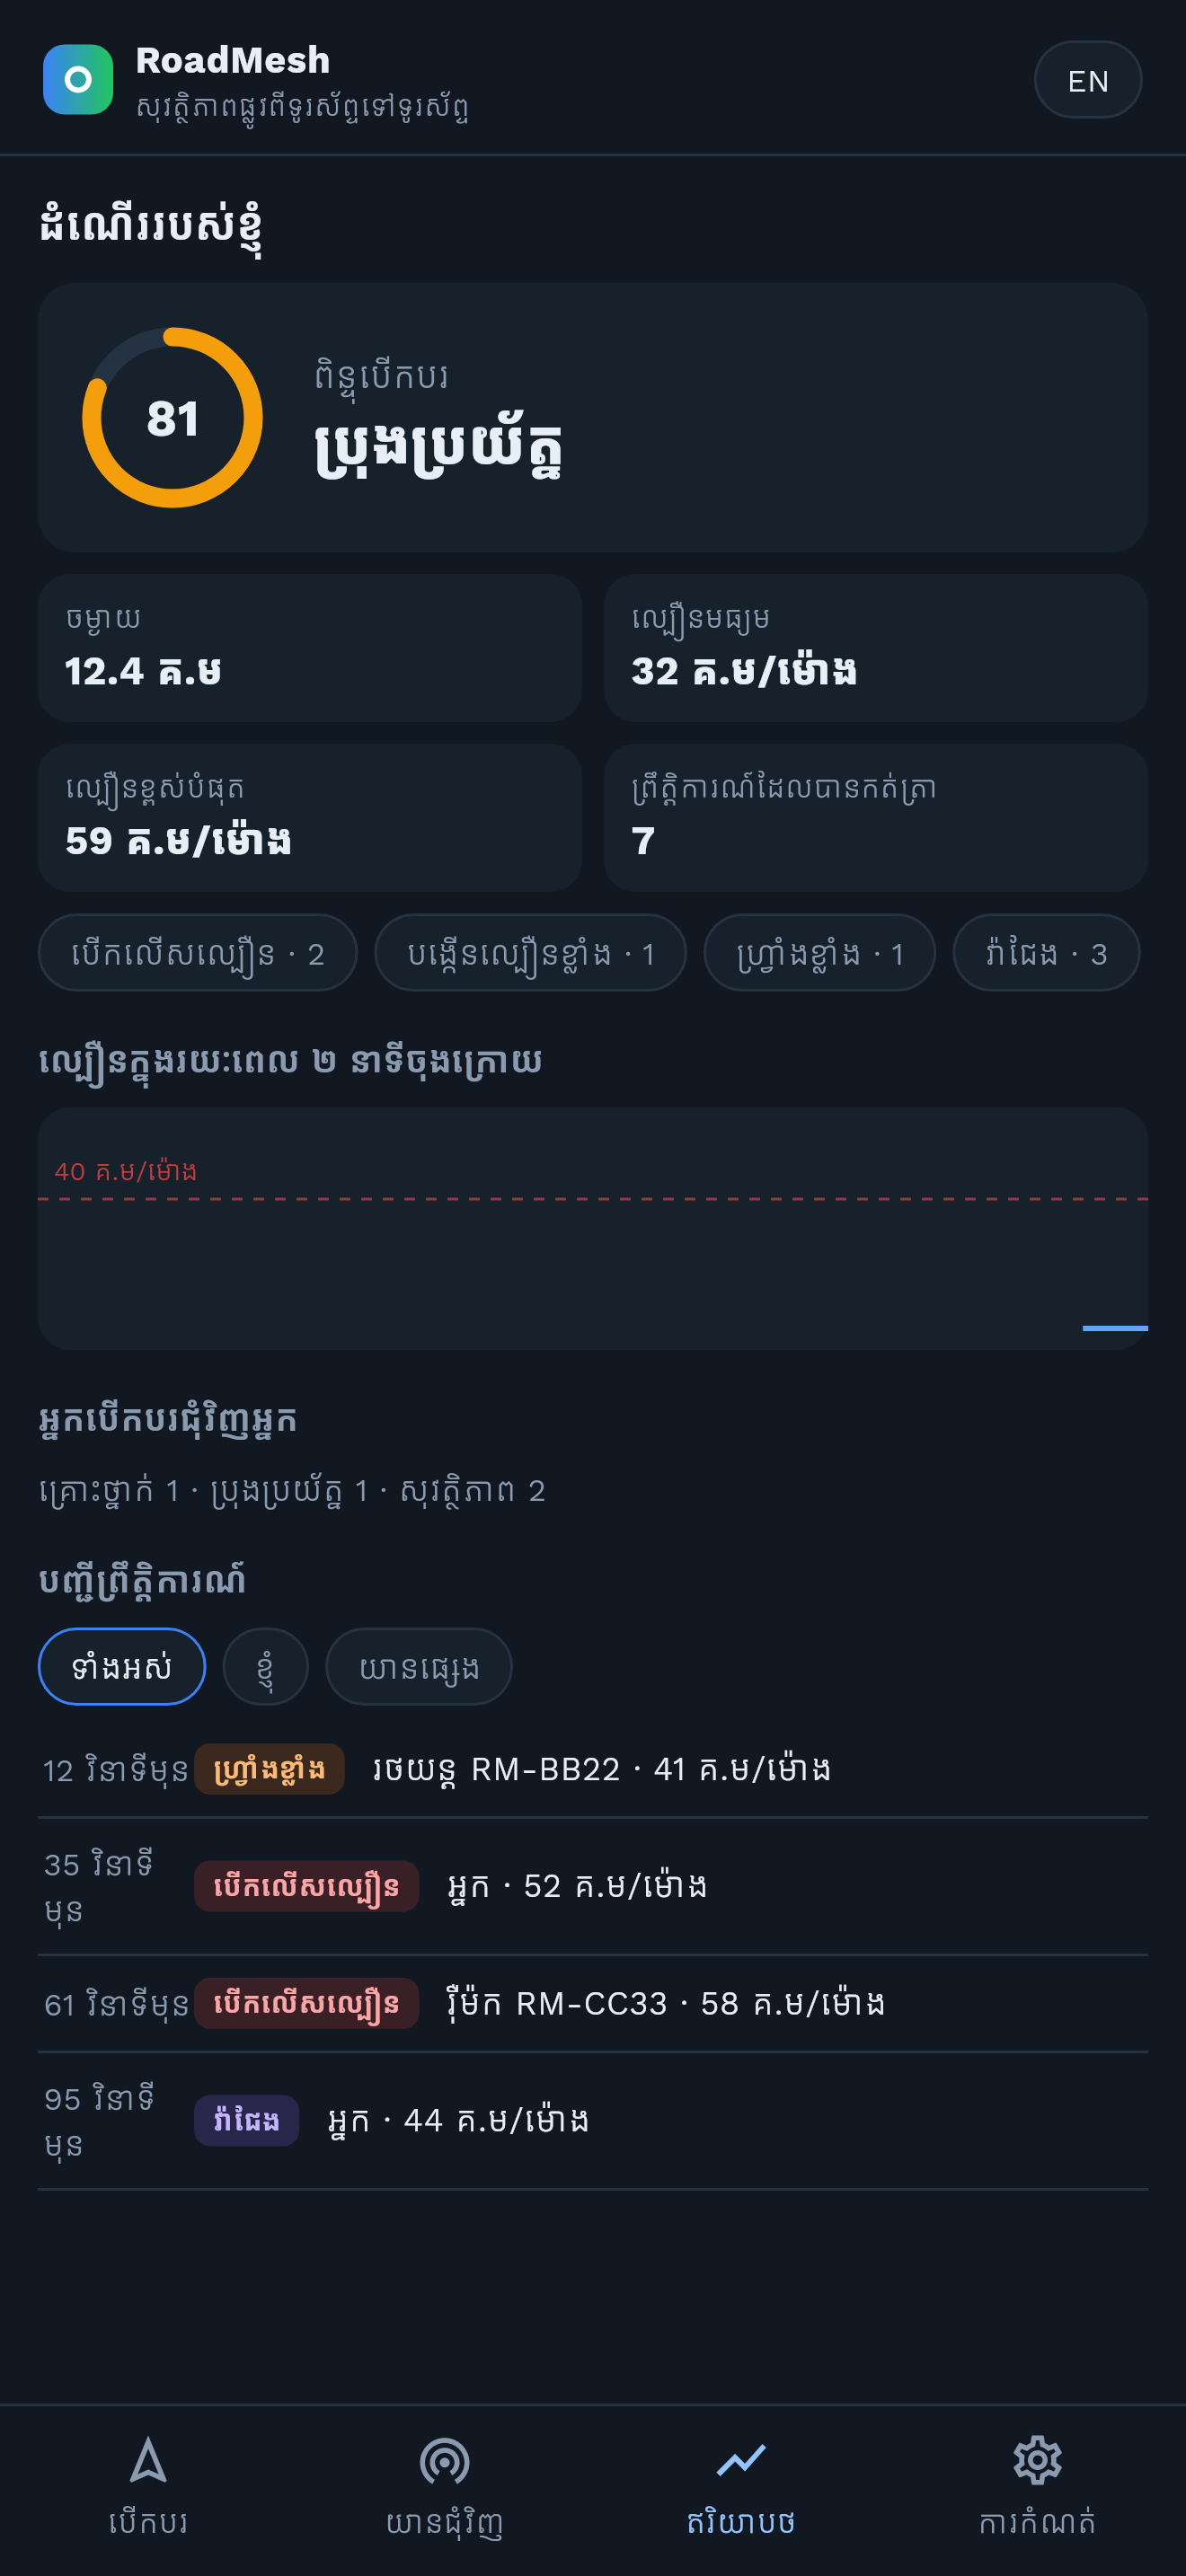 RoadMesh
សុវត្ថិភាពផ្លូវពីទូរស័ព្ទទៅទូរស័ព្ទ
EN
ដំណើររបស់ខ្ញុំ
81
ពិន្ទុបើកបរ
ប្រុងប្រយ័ត្ន
ចម្ងាយ
12.4 គ.ម
ល្បឿនមធ្យម
32 គ.ម/ម៉ោង
ល្បឿនខ្ពស់បំផុត
59 គ.ម/ម៉ោង
ព្រឹត្តិការណ៍ដែលបានកត់ត្រា
7
បើកលើសល្បឿន · 2
បង្កើនល្បឿនខ្លាំង · 1
ហ្វ្រាំងខ្លាំង · 1
វ៉ាជែង · 3
ល្បឿនក្នុងរយៈពេល ២ នាទីចុងក្រោយ
40 គ.ម/ម៉ោង
អ្នកបើកបរជុំវិញអ្នក
គ្រោះថ្នាក់ 1 · ប្រុងប្រយ័ត្ន 1 · សុវត្ថិភាព 2
បញ្ជីព្រឹត្តិការណ៍
ទាំងអស់
ខ្ញុំ
យានផ្សេង
12 វិនាទីមុន ហ្វ្រាំងខ្លាំង រថយន្ត RM-BB22 · 41 គ.ម/ម៉ោង
35 វិនាទី
មុន
បើកលើសល្បឿន អ្នក · 52 គ.ម/ម៉ោង
61 វិនាទីមុន បើកលើសល្បឿន រ៉ឺម៉ក RM-CC33 · 58 គ.ម/ម៉ោង
95 វិនាទី
មុន
វ៉ាជែង អ្នក · 44 គ.ម/ម៉ោង
បើកបរ
យានជុំវិញ
ឥរិយាបថ
ការកំណត់